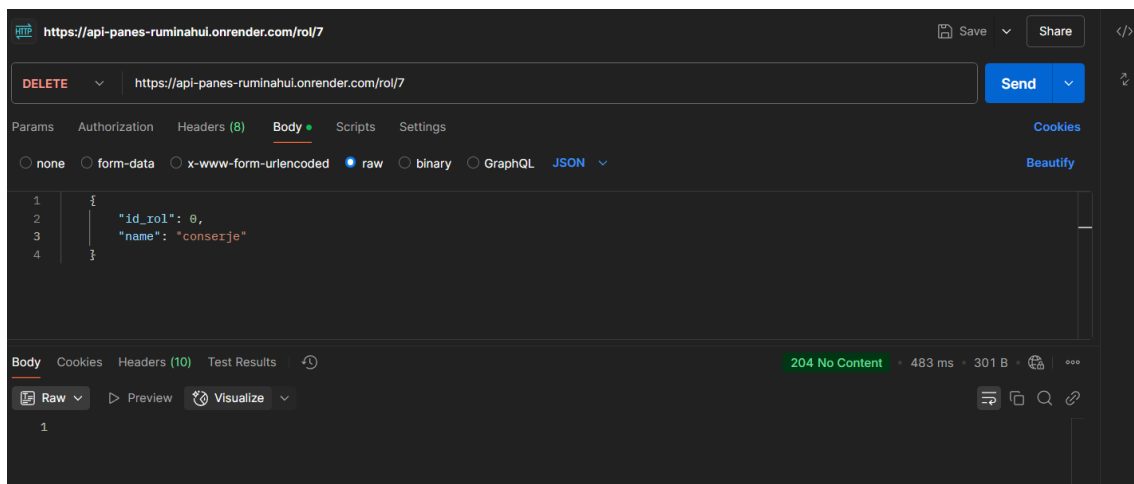 HTTP https://api-panes-ruminahui.onrender.com/rol/7 Save Share </>
DELETE https://api-panes-ruminahui.onrender.com/rol/7 Send
Params Authorization Headers (8) Body Scripts Settings Cookies
none form-data x-www-form-urlencoded raw binary GraphQL JSON Beautify
1 {
2 "id_rol": 0,
3 "name": "conserje"
4 }
Body Cookies Headers (10) Test Results 204 No Content • 483 ms • 301 B
Raw Preview Visualize
1